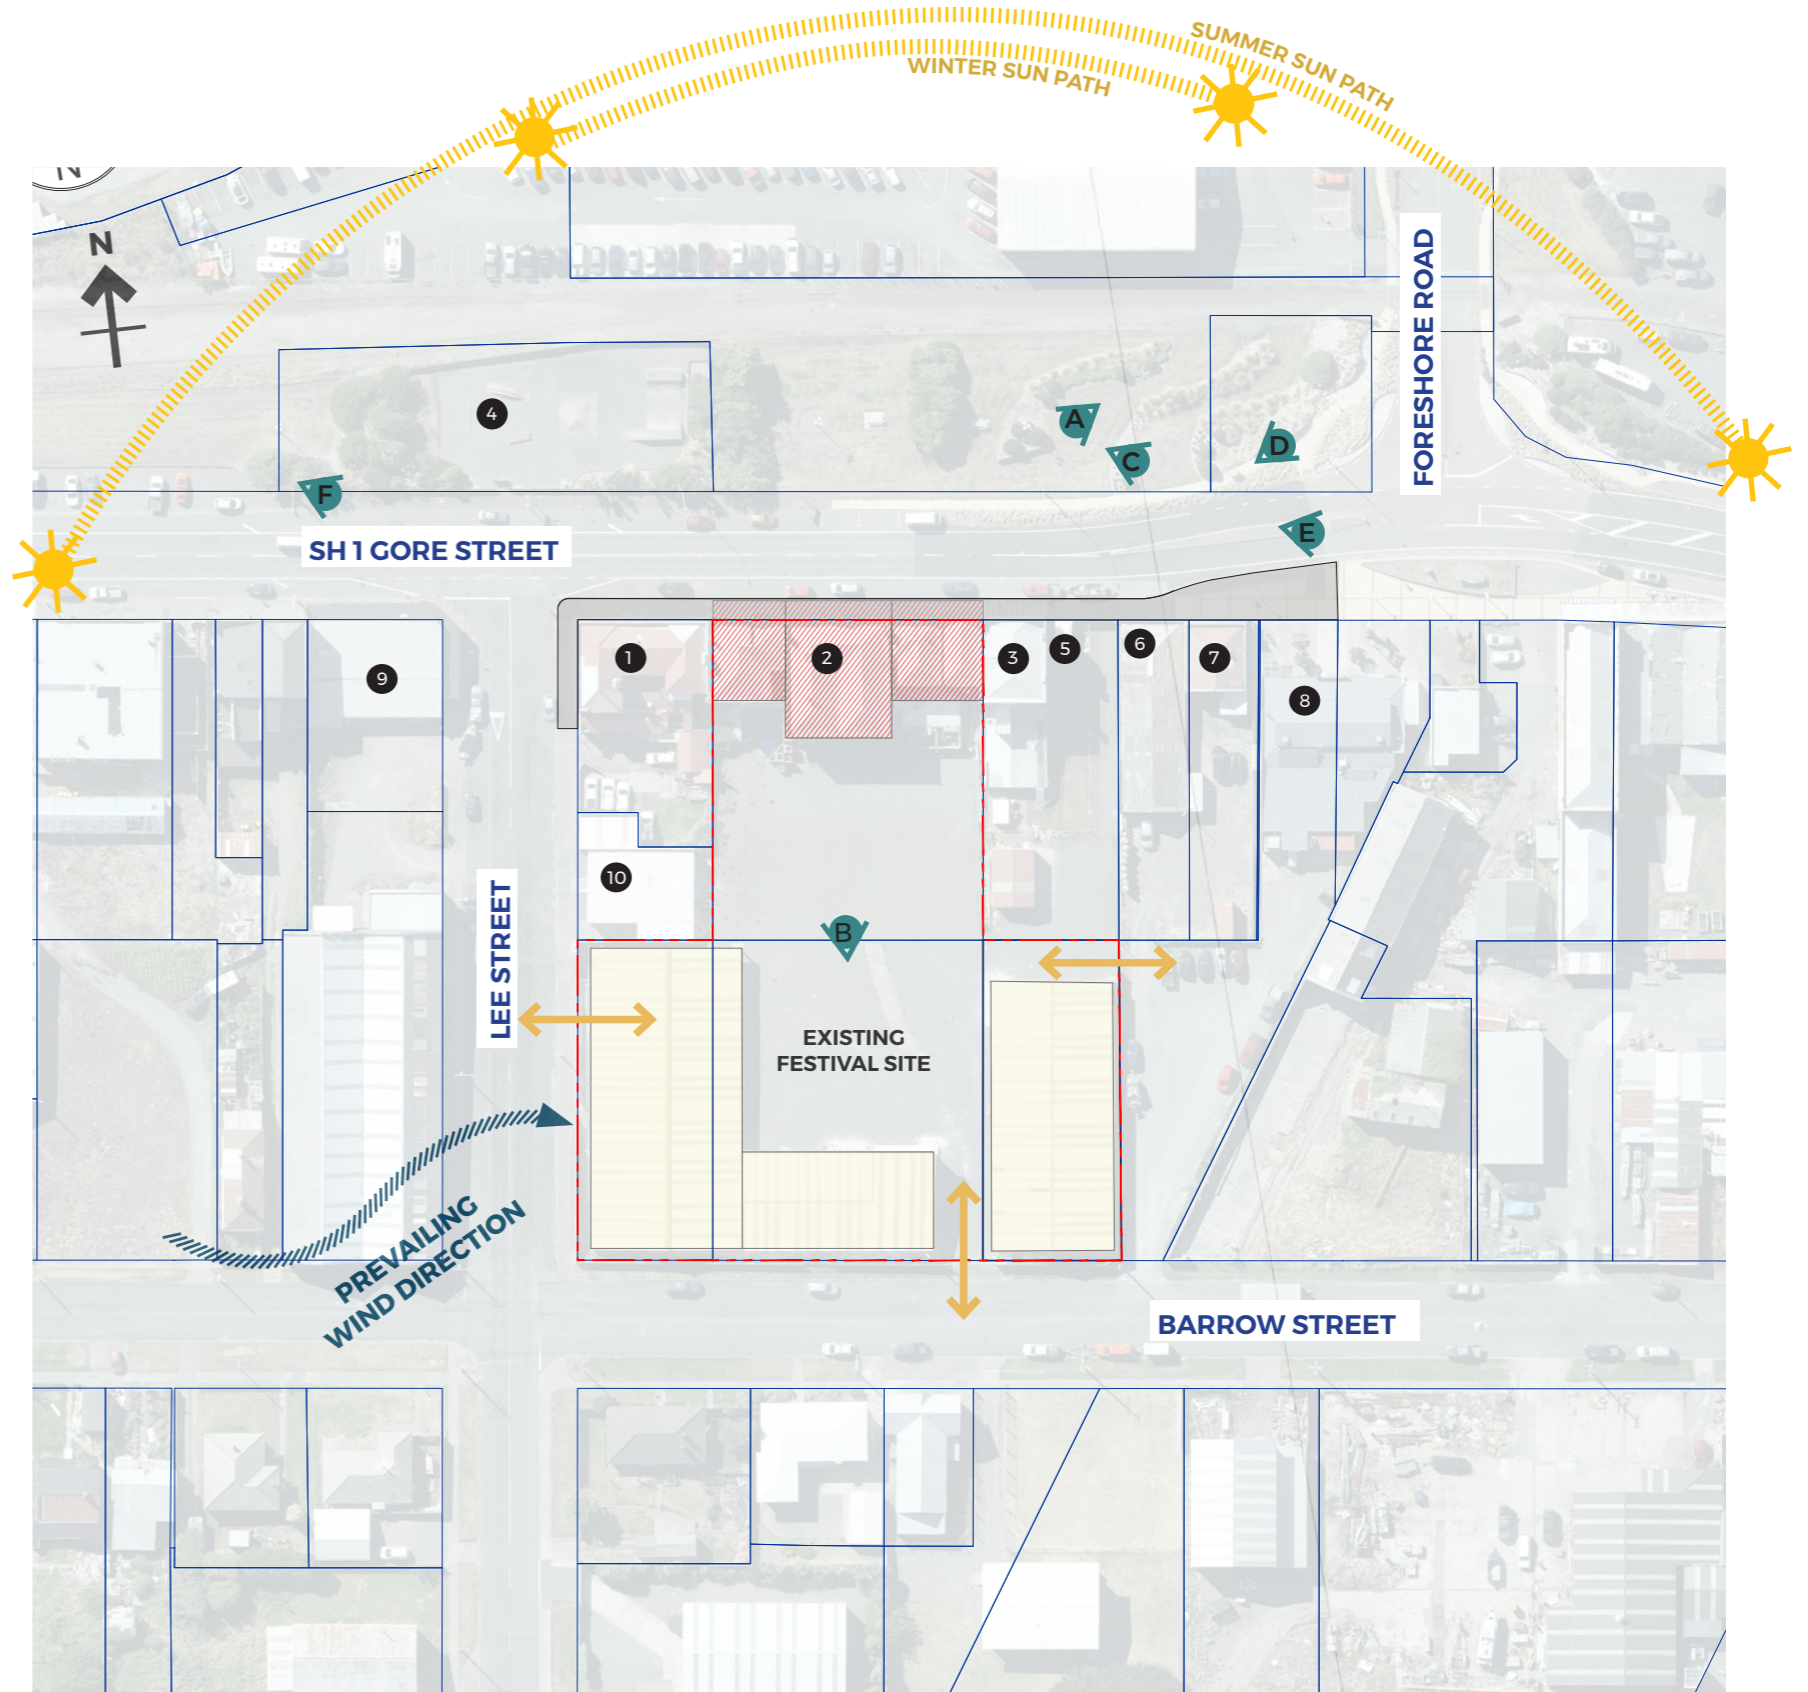 SUMMER SUN PATH
WINTER SUN PATH
N
N
FORESHORE ROAD
4
A
C
D
F
E
SH 1 GORE STREET
1
2
3
5
6
7
8
9
10
LEE STREET
B
EXISTING
FESTIVAL SITE
PREVAILING
WIND DIRECTION
BARROW STREET